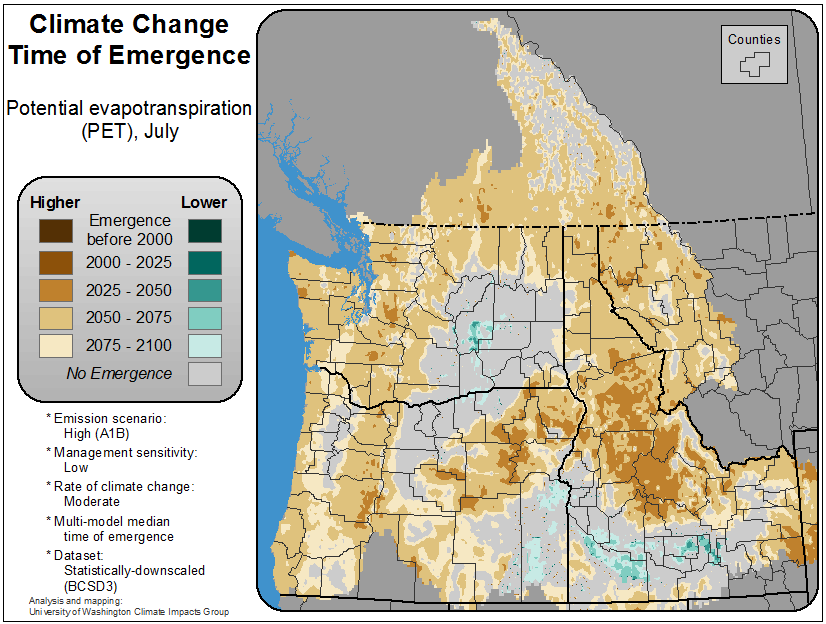 Climate Change
Time of Emergence
Potential evapotranspiration
(PET), July
Higher
Lower
Emergence
before 2000
2000 - 2025
2025 - 2050
2050 - 2075
2075 - 2100
No Emergence
* Emission scenario:
High (A1B)
* Management sensitivity:
Low
* Rate of climate change:
Moderate
* Multi-model median
time of emergence
* Dataset:
Statistically-downscaled
(BCSD3)
Analysis and mapping:
University of Washington Climate Impacts Group
Counties